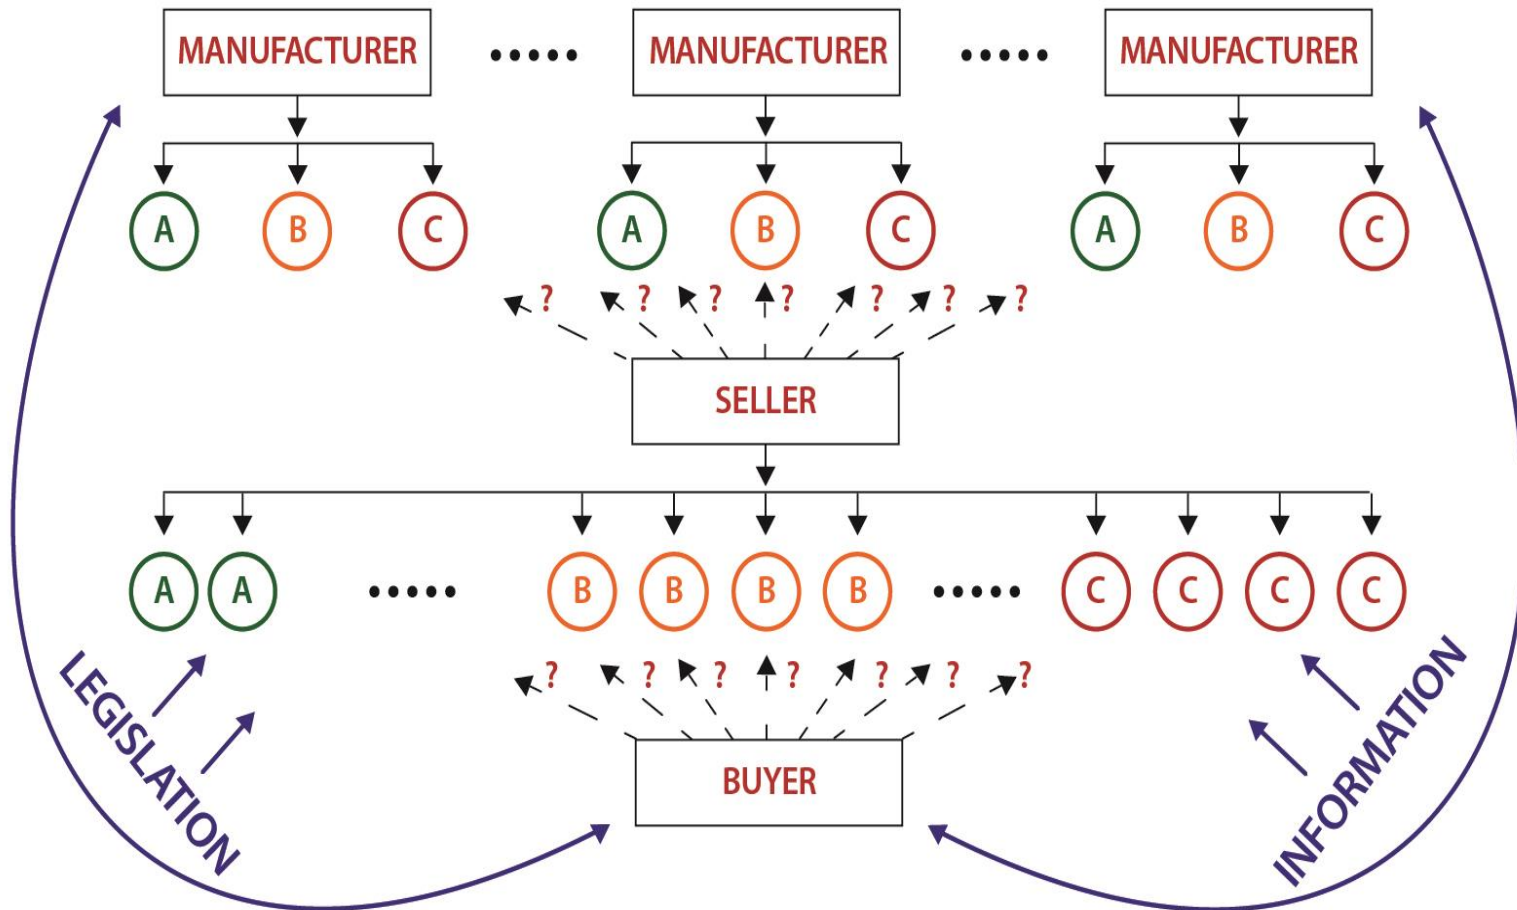 MANUFACTURER ..... MANUFACTURER ..... MANUFACTURER
A B C A B C A B C
? ? ? ? ? ? ?
SELLER
A A ..... B B B B ..... C C C C
? ? ? ? ? ? ?
LEGISLATION
INFORMATION
BUYER